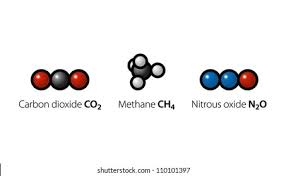 Carbon dioxide CO2 Methane CH4 Nitrous oxide N2O
shutterstock.com · 110101397